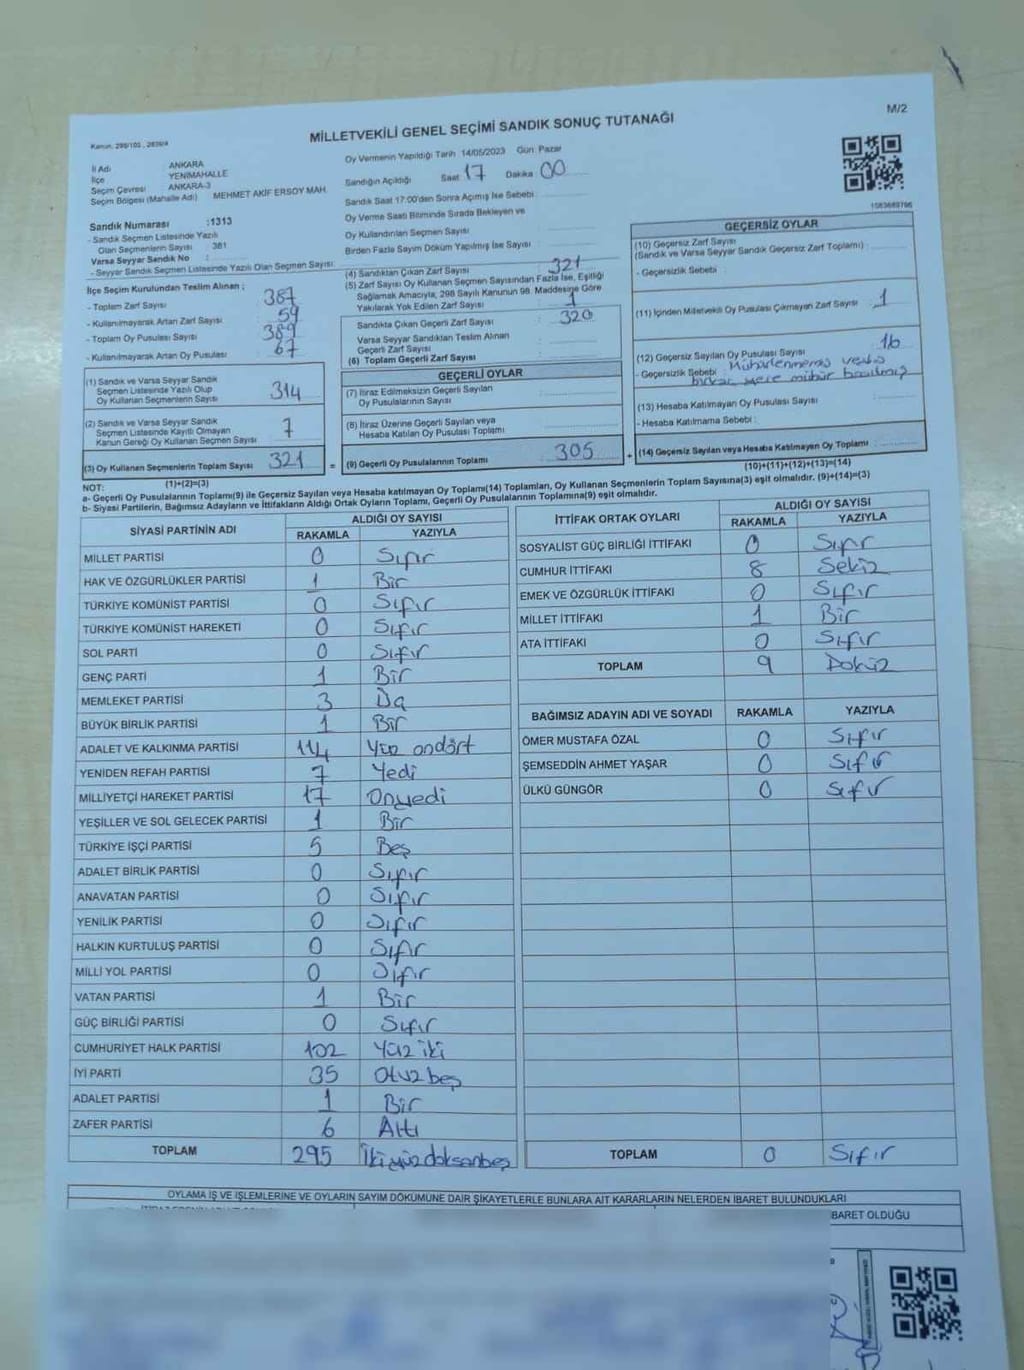 M/2
Kanun: 298/105 , 2839/4
MİLLETVEKİLİ GENEL SEÇİMİ SANDIK SONUÇ TUTANAĞI
İl Adı ANKARA
İlçe YENİMAHALLE
Seçim Çevresi ANKARA-3
Seçim Bölgesi (Mahalle Adı) MEHMET AKİF ERSOY MAH.
Sandık Numarası :1313
- Sandık Seçmen Listesinde Yazılı
Olan Seçmenlerin Sayısı 381
Varsa Seyyar Sandık No :
- Seyyar Sandık Seçmen Listesinde Yazılı Olan Seçmen Sayısı:
Oy Vermenin Yapıldığı Tarih 14/05/2023 Gün: Pazar
Sandığın Açıldığı Saat 17 Dakika 00
Sandık Saat 17:00'den Sonra Açımış İse Sebebi
Oy Verme Saati Bitiminde Sırada Bekleyen ve
Oy Kullandırılan Seçmen Sayısı
Birden Fazla Sayım Döküm Yapılmış İse Sayısı
İlçe Seçim Kurulundan Teslim Alınan ;
- Toplam Zarf Sayısı 387
- Kullanılmayarak Artan Zarf Sayısı 59
- Toplam Oy Pusulası Sayısı 389
- Kullanılmayarak Artan Oy Pusulası 67
(4) Sandıktan Çıkan Zarf Sayısı 321
(5) Zarf Sayısı Oy Kullanan Seçmen Sayısından Fazla İse, Eşitliği
Sağlamak Amacıyla, 298 Sayılı Kanunun 98. Maddesine Göre
Yakılarak Yok Edilen Zarf Sayısı : 1
Sandıkta Çıkan Geçerli Zarf Sayısı : 320
Varsa Seyyar Sandıktan Teslim Alınan
Geçerli Zarf Sayısı :
(6) Toplam Geçerli Zarf Sayısı :
(1) Sandık ve Varsa Seyyar Sandık
Seçmen Listesinde Yazılı Olup
Oy Kullanan Seçmenlerin Sayısı 314
(2) Sandık ve Varsa Seyyar Sandık
Seçmen Listesinde Kayıtlı Olmayan
Kanun Gereği Oy Kullanan Seçmen Sayısı 7
(3) Oy Kullanan Seçmenlerin Toplam Sayısı 321 =
(1)+(2)=(3)
GEÇERLİ OYLAR
(7) İtiraz Edilmeksizin Geçerli Sayılan
Oy Pusulalarının Sayısı
(8) İtiraz Üzerine Geçerli Sayılan veya
Hesaba Katılan Oy Pusulası Toplamı
(9) Geçerli Oy Pusulalarının Toplamı 305 +
GEÇERSİZ OYLAR
(10) Geçersiz Zarf Sayısı
(Sandık ve Varsa Seyyar Sandık Geçersiz Zarf Toplamı) :
- Geçersizlik Sebebi :
(11) İçinden Milletvekili Oy Pusulası Çıkmayan Zarf Sayısı : 1
(12) Geçersiz Sayılan Oy Pusulası Sayısı 16
- Geçersizlik Sebebi : Mühürlenmemiş veya
birkaç yere mühür basılmış
(13) Hesaba Katılmayan Oy Pusulası Sayısı :
- Hesaba Katılmama Sebebi :
(14) Geçersiz Sayılan veya Hesaba Katılmayan Oy Toplamı :
(10)+(11)+(12)+(13)=(14)
NOT:
a- Geçerli Oy Pusulalarının Toplamı(9) ile Geçersiz Sayılan veya Hesaba katılmayan Oy Toplam(14) Toplamları, Oy Kullanan Seçmenlerin Toplam Sayısına(3) eşit olmalıdır. (9)+(14)=(3)
b- Siyasi Partilerin, Bağımsız Adayların ve İttifakların Aldığı Ortak Oyların Toplamı, Geçerli Oy Pusulalarının Toplamına(9) eşit olmalıdır.
SİYASİ PARTİNİN ADI ALDIĞI OY SAYISI
RAKAMLA YAZIYLA
MİLLET PARTİSİ 0 Sıfır
HAK VE ÖZGÜRLÜKLER PARTİSİ 1 Bir
TÜRKİYE KOMÜNİST PARTİSİ 0 Sıfır
TÜRKİYE KOMÜNİST HAREKETİ 0 Sıfır
SOL PARTİ 0 Sıfır
GENÇ PARTİ 1 Bir
MEMLEKET PARTİSİ 3 Üç
BÜYÜK BİRLİK PARTİSİ 1 Bir
ADALET VE KALKINMA PARTİSİ 114 Yüz ondört
YENİDEN REFAH PARTİSİ 7 Yedi
MİLLİYETÇİ HAREKET PARTİSİ 17 Onyedi
YEŞİLLER VE SOL GELECEK PARTİSİ 1 Bir
TÜRKİYE İŞÇİ PARTİSİ 5 Beş
ADALET BİRLİK PARTİSİ 0 Sıfır
ANAVATAN PARTİSİ 0 Sıfır
YENİLİK PARTİSİ 0 Sıfır
HALKIN KURTULUŞ PARTİSİ 0 Sıfır
MİLLİ YOL PARTİSİ 0 Sıfır
VATAN PARTİSİ 1 Bir
GÜÇ BİRLİĞİ PARTİSİ 0 Sıfır
CUMHURİYET HALK PARTİSİ 102 Yüz iki
İYİ PARTİ 35 Otuz beş
ADALET PARTİSİ 1 Bir
ZAFER PARTİSİ 6 Altı
TOPLAM 295 İkiyüz doksanbeş
İTTİFAK ORTAK OYLARI ALDIĞI OY SAYISI
RAKAMLA YAZIYLA
SOSYALİST GÜÇ BİRLİĞİ İTTİFAKI 0 Sıfır
CUMHUR İTTİFAKI 8 Sekiz
EMEK VE ÖZGÜRLÜK İTTİFAKI 0 Sıfır
MİLLET İTTİFAKI 1 Bir
ATA İTTİFAKI 0 Sıfır
TOPLAM 9 Dokuz
BAĞIMSIZ ADAYIN ADI VE SOYADI RAKAMLA YAZIYLA
ÖMER MUSTAFA ÖZAL 0 Sıfır
ŞEMSEDDİN AHMET YAŞAR 0 Sıfır
ÜLKÜ GÜNGÖR 0 Sıfır
TOPLAM 0 Sıfır
OYLAMA İŞ VE İŞLEMLERİNE VE OYLARIN SAYIM DÖKÜMÜNE DAİR ŞİKAYETLERLE BUNLARA AİT KARARLARIN NELERDEN İBARET BULUNDUKLARI
BARET OLDUĞU